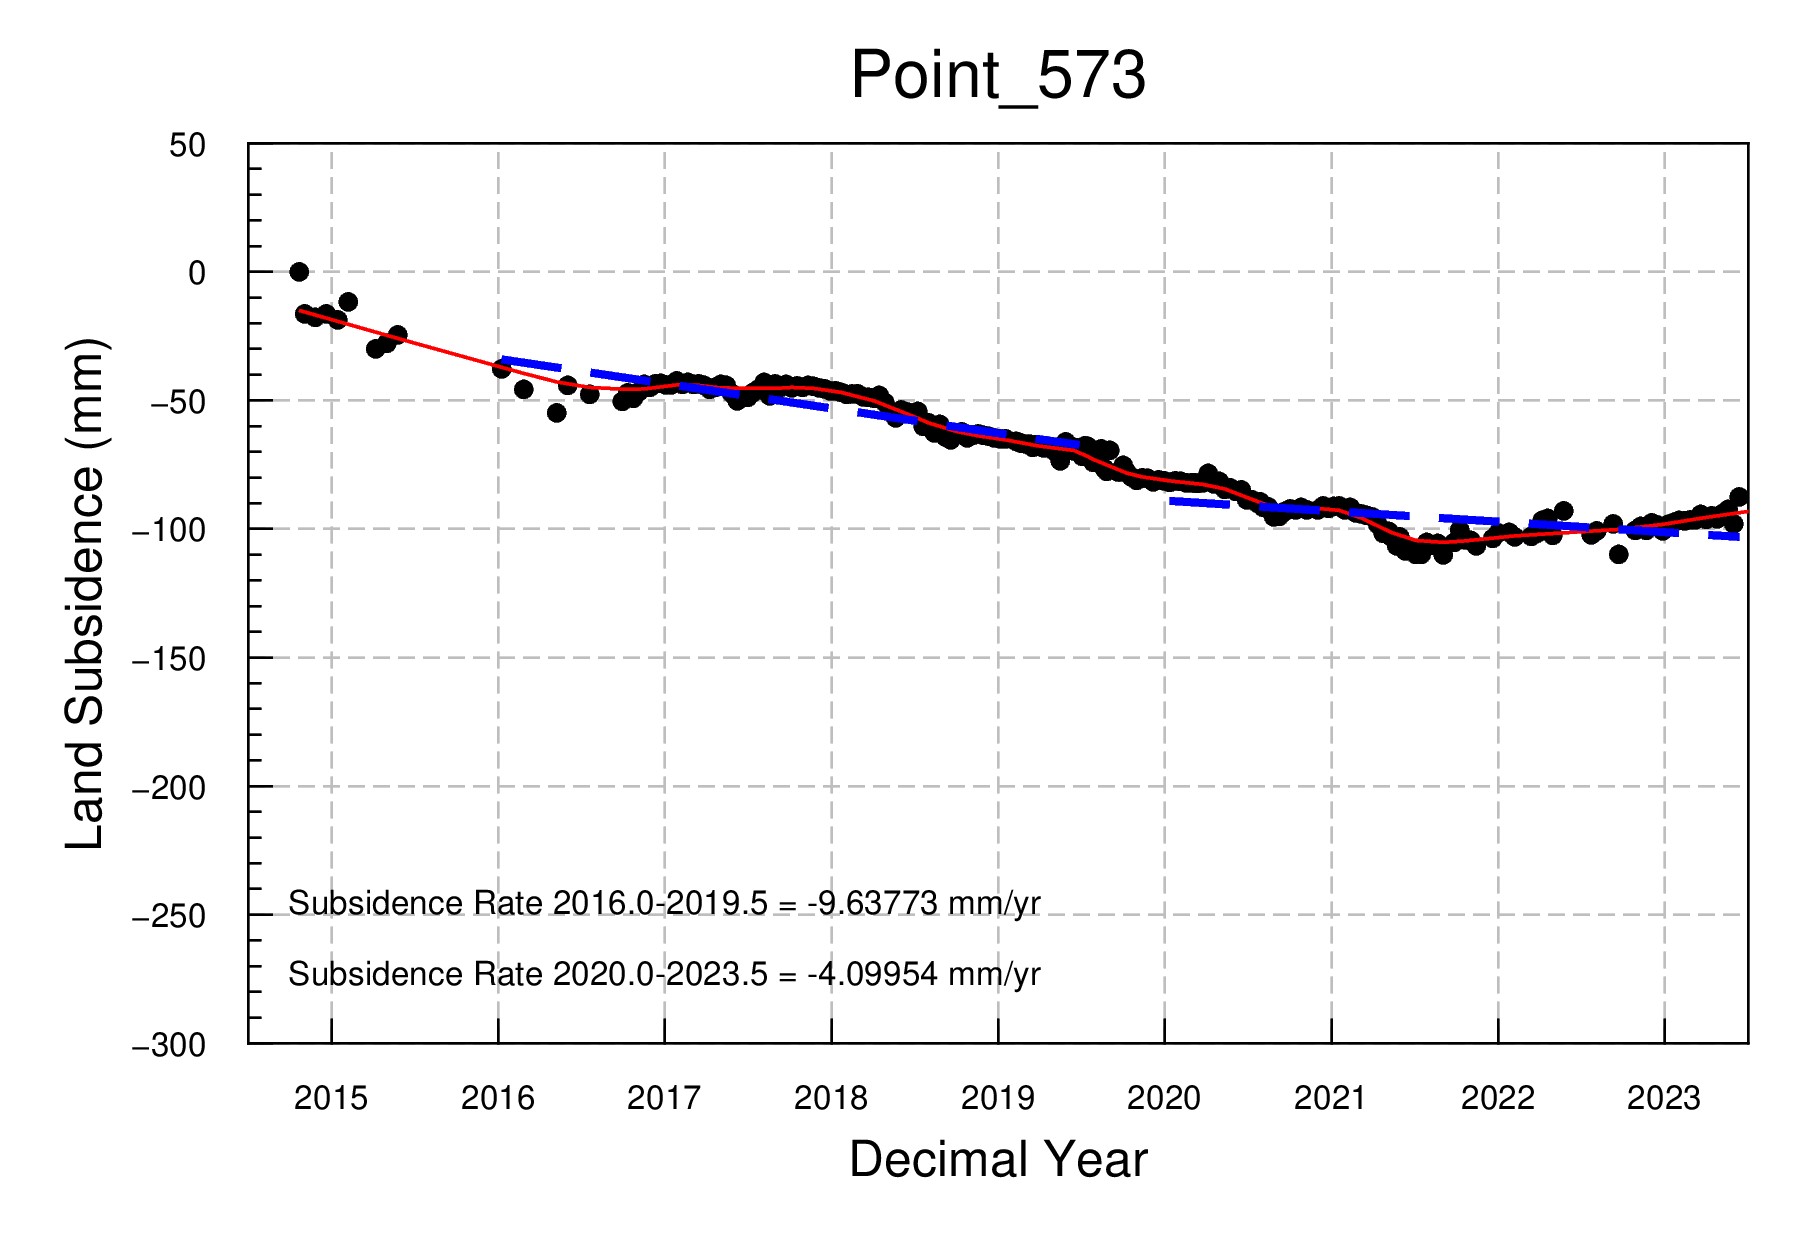 Point_573
50
0
−50
−100
−150
−200
−250
−300
Land Subsidence (mm)
Subsidence Rate 2016.0-2019.5 = -9.63773 mm/yr
Subsidence Rate 2020.0-2023.5 = -4.09954 mm/yr
2015 2016 2017 2018 2019 2020 2021 2022 2023
Decimal Year